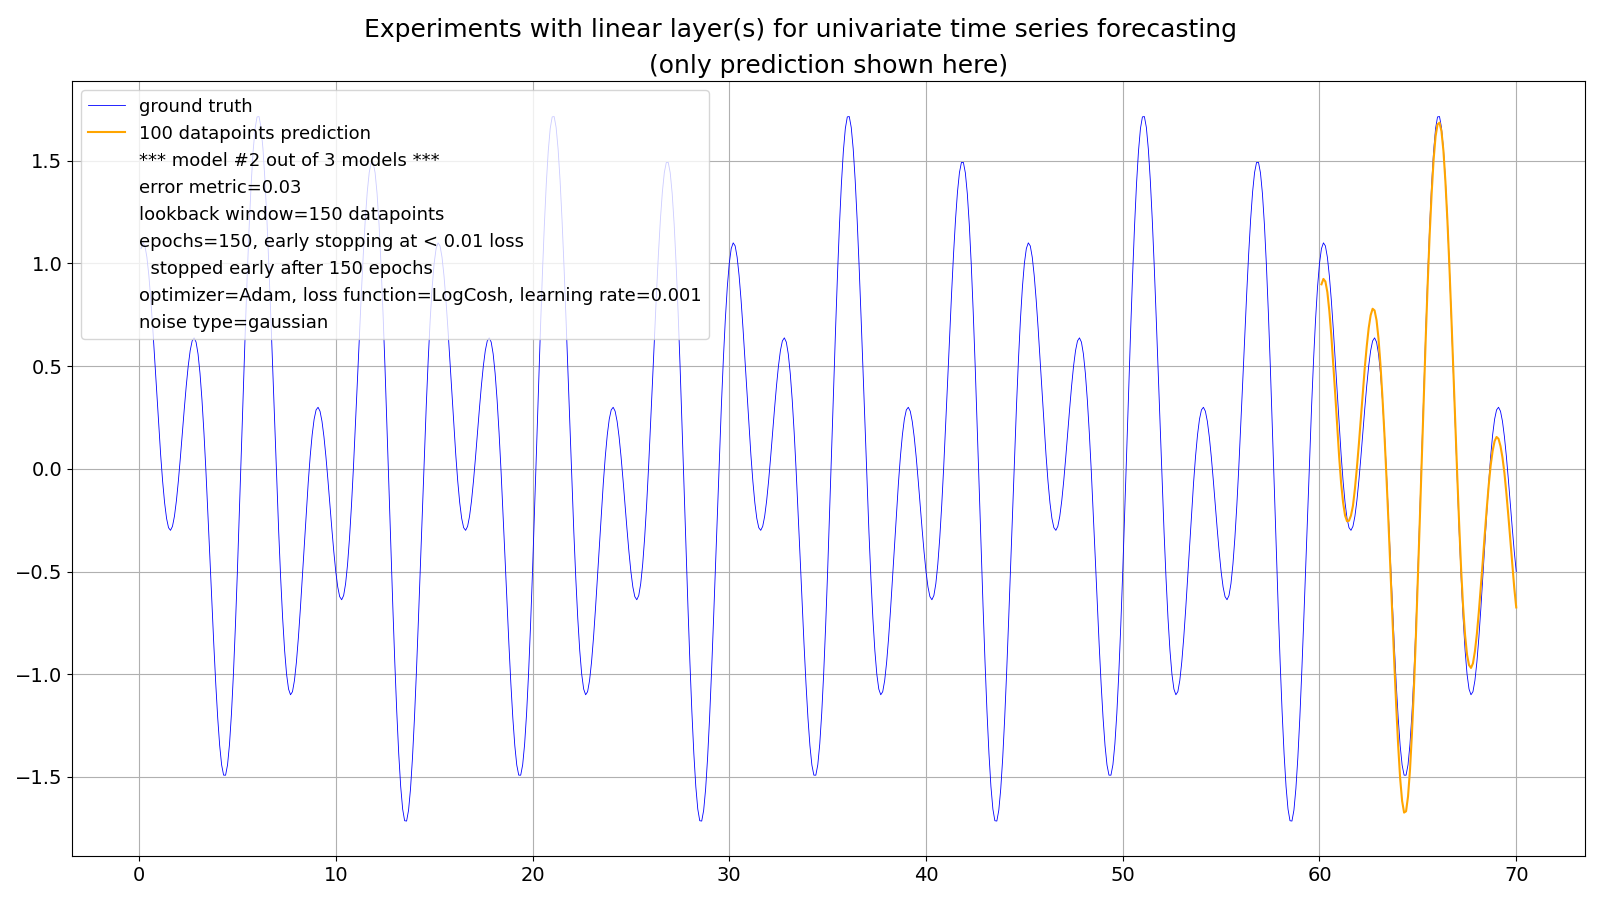 Experiments with linear layer(s) for univariate time series forecasting
(only prediction shown here)
ground truth
100 datapoints prediction
*** model #2 out of 3 models ***
error metric=0.03
lookback window=150 datapoints
epochs=150, early stopping at < 0.01 loss
stopped early after 150 epochs
optimizer=Adam, loss function=LogCosh, learning rate=0.001
noise type=gaussian
1.5
1.0
0.5
0.0
−0.5
−1.0
−1.5
0 10 20 30 40 50 60 70